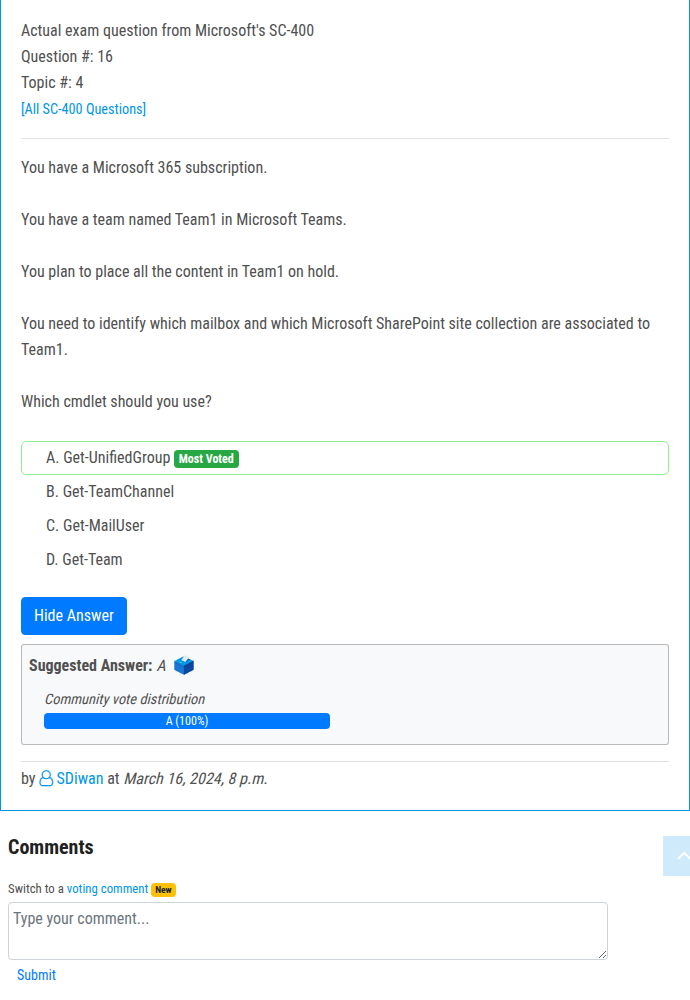 Actual exam question from Microsoft's SC-400
Question #: 16
Topic #: 4
[All SC-400 Questions]
You have a Microsoft 365 subscription.
You have a team named Team1 in Microsoft Teams.
You plan to place all the content in Team1 on hold.
You need to identify which mailbox and which Microsoft SharePoint site collection are associated to
Team1.
Which cmdlet should you use?
A. Get-UnifiedGroup Most Voted
B. Get-TeamChannel
C. Get-MailUser
D. Get-Team
Hide Answer
Suggested Answer: A
Community vote distribution
A (100%)
by SDiwan at March 16, 2024, 8 p.m.
Comments
Switch to a voting comment New
Type your comment...
Submit